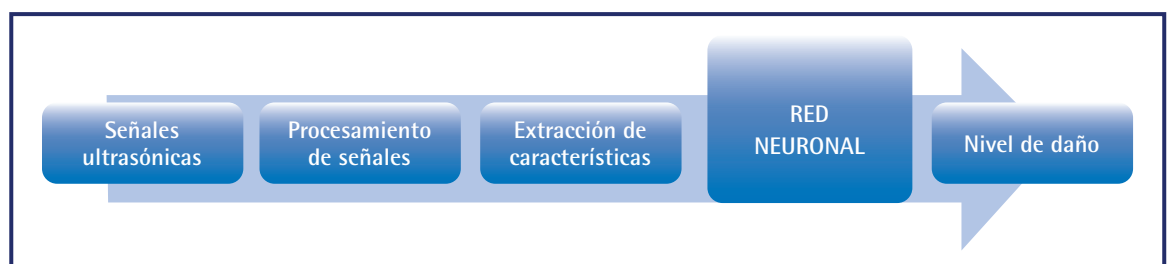 Señales
ultrasónicas
Procesamiento
de señales
Extracción de
características
RED
NEURONAL
Nivel de daño